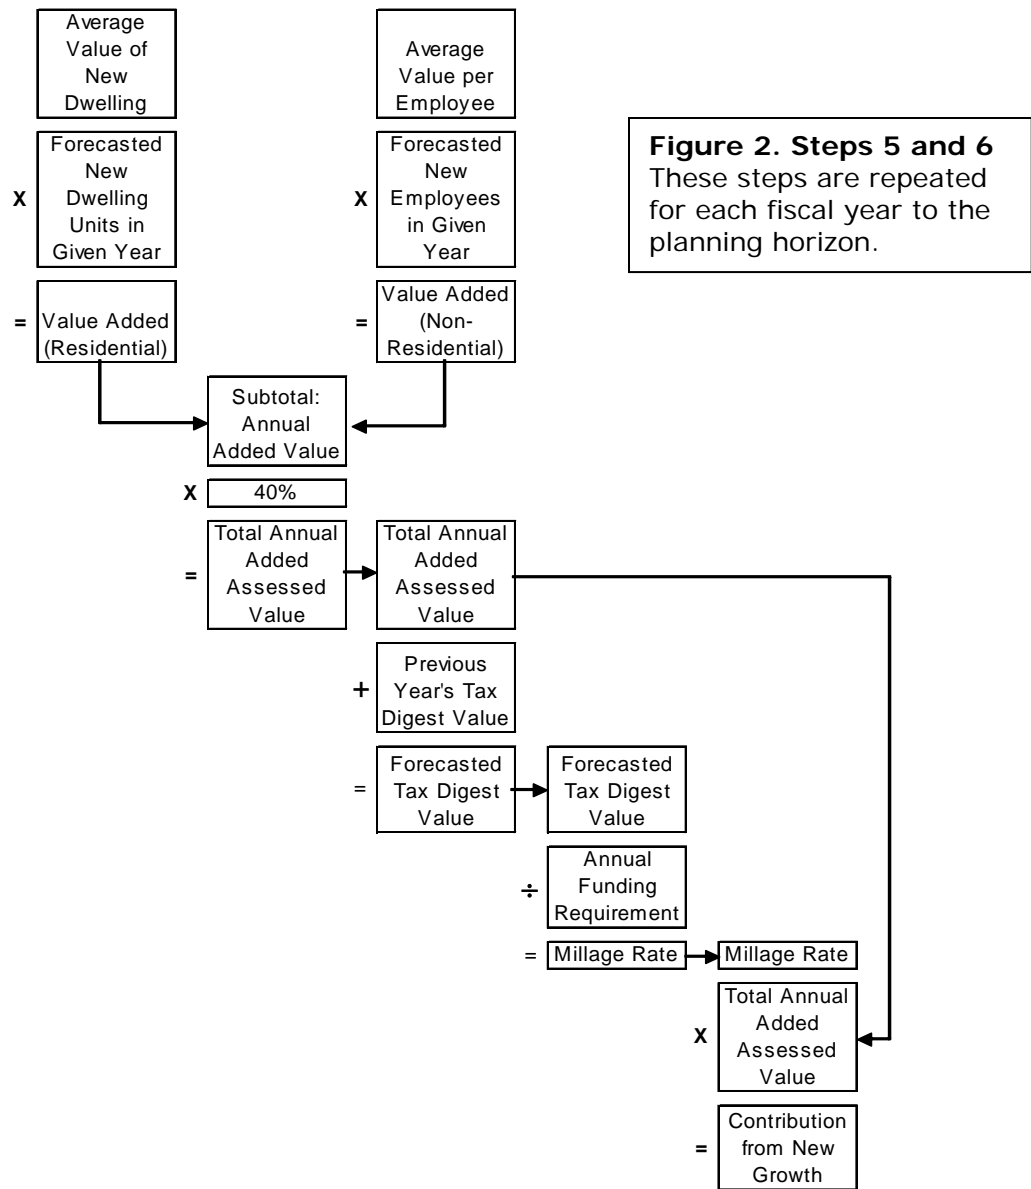 Average
Value of
New
Dwelling
Average
Value per
Employee
X
Forecasted
New
Dwelling
Units in
Given Year
X
Forecasted
New
Employees
in Given
Year
Figure 2. Steps 5 and 6
These steps are repeated
for each fiscal year to the
planning horizon.
=
Value Added
(Residential)
=
Value Added
(Non-
Residential)
Subtotal:
Annual
Added Value
X
40%
=
Total Annual
Added
Assessed
Value
Total Annual
Added
Assessed
Value
+
Previous
Year's Tax
Digest Value
=
Forecasted
Tax Digest
Value
Forecasted
Tax Digest
Value
÷
Annual
Funding
Requirement
=
Millage Rate
Millage Rate
X
Total Annual
Added
Assessed
Value
=
Contribution
from New
Growth